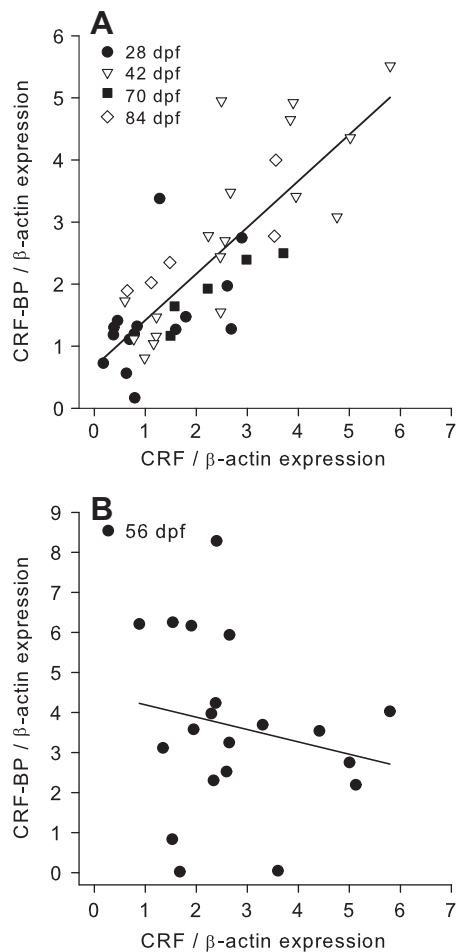 A
28 dpf
42 dpf
70 dpf
84 dpf
6
5
4
3
2
1
0
CRF-BP / β-actin expression
0 1 2 3 4 5 6 7
CRF / β-actin expression
B
56 dpf
9
8
7
6
5
4
3
2
1
0
CRF-BP / β-actin expression
0 1 2 3 4 5 6 7
CRF / β-actin expression